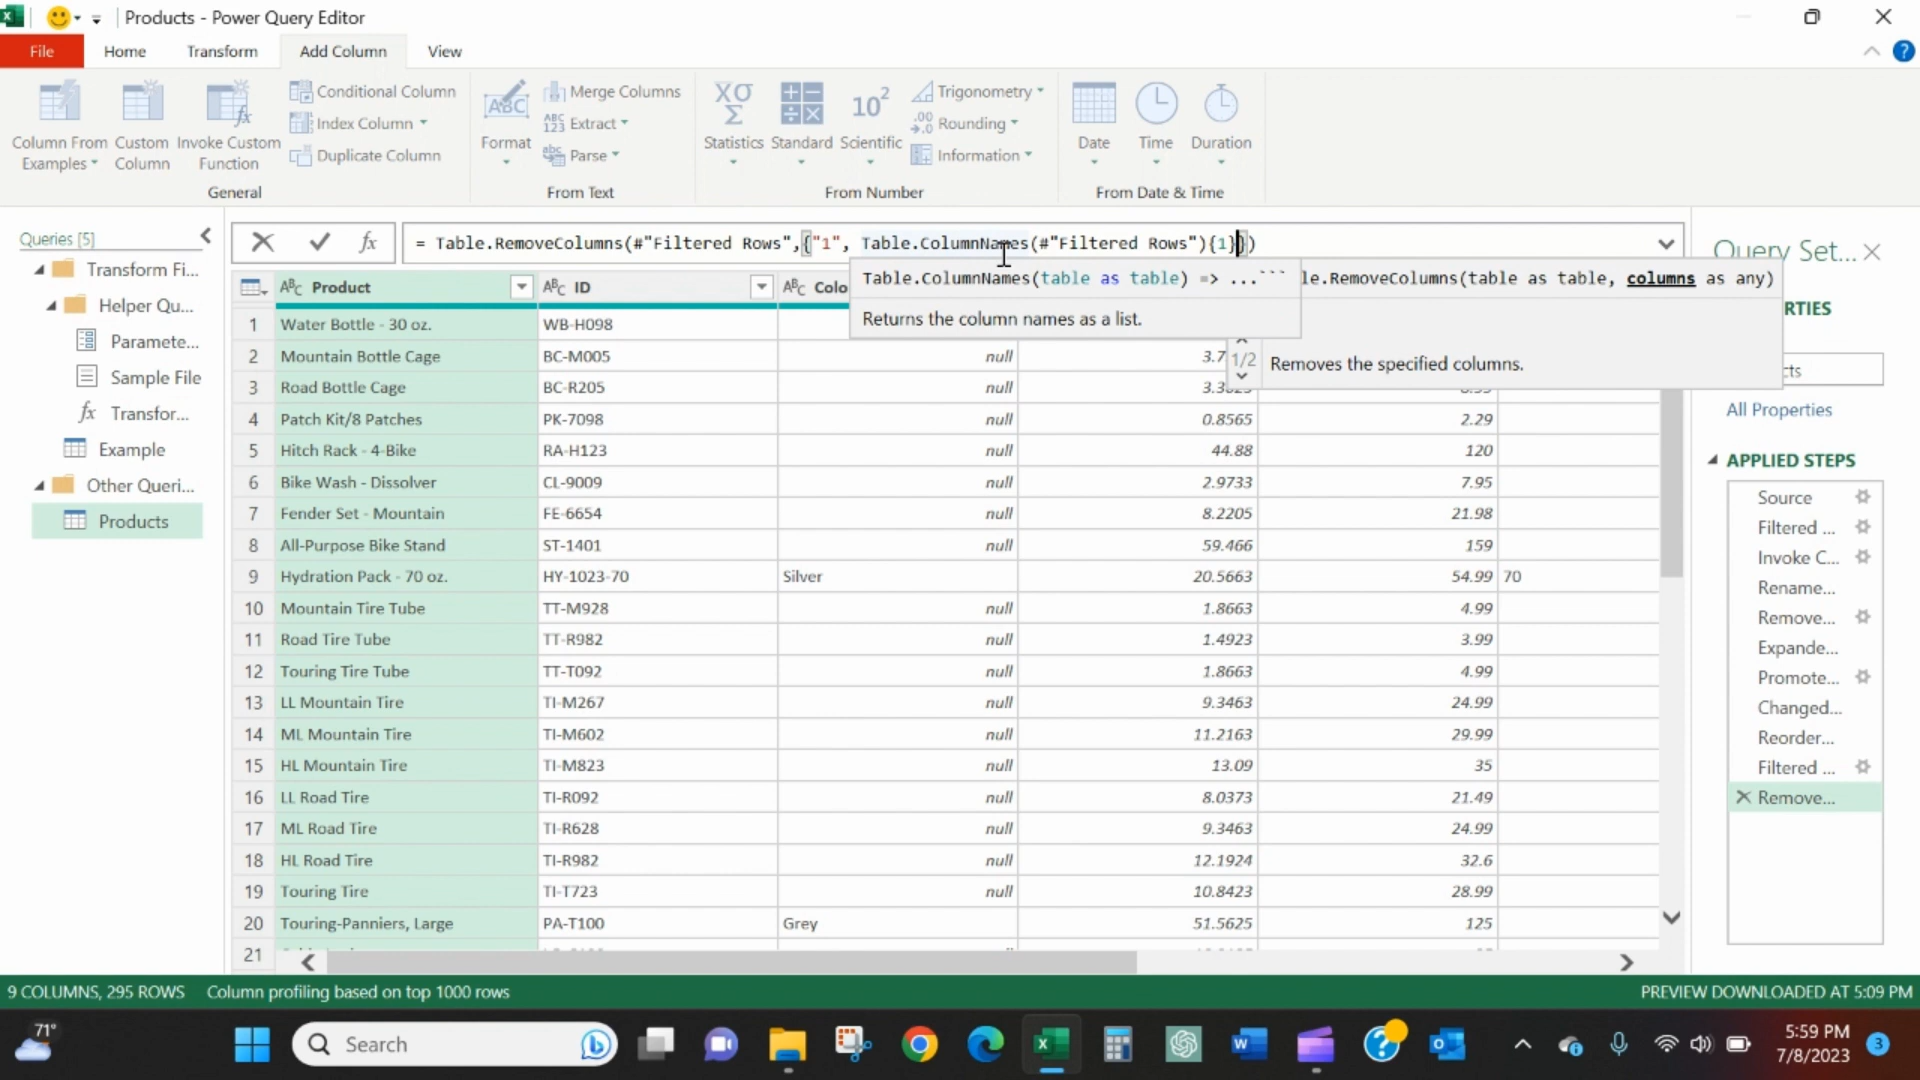 Products - Power Query Editor
File
Home
Transform
Add Column
View
?
Column From
Examples
Custom
Column
Invoke Custom
Function
Conditional Column
Index Column
Duplicate Column
General
ABC
Format
Merge Columns
ABC
123 Extract
abc Parse
From Text
XO
Σ
Statistics
Standard
10²
Scientific
Trigonometry
.00
.0 Rounding
Information
From Number
Date
Time
Duration
From Date & Time
Queries [5]
Transform Fi...
Helper Qu...
Paramete...
Sample File
fx Transfor...
Example
Other Queri...
Products
fx
= Table.RemoveColumns(#"Filtered Rows",{"1", Table.ColumnNames(#"Filtered Rows"){1}})
Table.ColumnNames(table as table) => ...```
Returns the column names as a list.
le.RemoveColumns(table as table, columns as any)
1/2
Removes the specified columns.
ABC Product
ABC ID
ABC Colo
1 Water Bottle - 30 oz. WB-H098
2 Mountain Bottle Cage BC-M005 null 3.7
3 Road Bottle Cage BC-R205 null
4 Patch Kit/8 Patches PK-7098 null 0.8565 2.29
5 Hitch Rack - 4-Bike RA-H123 null 44.88 120
6 Bike Wash - Dissolver CL-9009 null 2.9733 7.95
7 Fender Set - Mountain FE-6654 null 8.2205 21.98
8 All-Purpose Bike Stand ST-1401 null 59.466 159
9 Hydration Pack - 70 oz. HY-1023-70 Silver 20.5663 54.99 70
10 Mountain Tire Tube TT-M928 null 1.8663 4.99
11 Road Tire Tube TT-R982 null 1.4923 3.99
12 Touring Tire Tube TT-T092 null 1.8663 4.99
13 LL Mountain Tire TI-M267 null 9.3463 24.99
14 ML Mountain Tire TI-M602 null 11.2163 29.99
15 HL Mountain Tire TI-M823 null 13.09 35
16 LL Road Tire TI-R092 null 8.0373 21.49
17 ML Road Tire TI-R628 null 9.3463 24.99
18 HL Road Tire TI-R982 null 12.1924 32.6
19 Touring Tire TI-T723 null 10.8423 28.99
20 Touring-Panniers, Large PA-T100 Grey 51.5625 125
21
Query Set...
RTIES
cts
All Properties
APPLIED STEPS
Source
Filtered ...
Invoke C...
Rename...
Remove...
Expande...
Promote...
Changed...
Reorder...
Filtered ...
Remove...
9 COLUMNS, 295 ROWS
Column profiling based on top 1000 rows
PREVIEW DOWNLOADED AT 5:09 PM
71°
Search
5:59 PM
7/8/2023
3